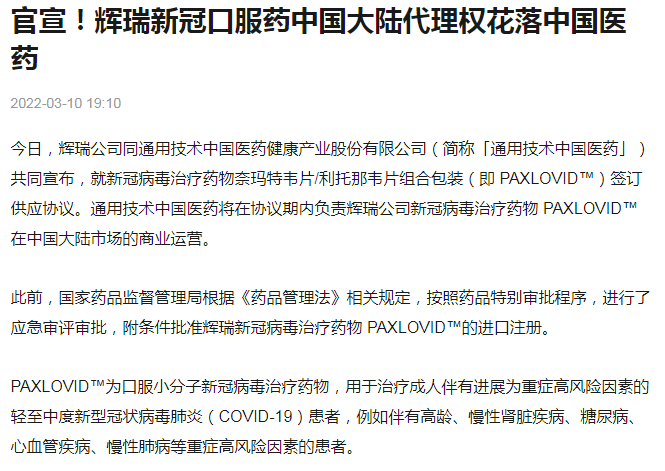 官宣！辉瑞新冠口服药中国大陆代理权花落中国医
药
2022-03-10 19:10
今日，辉瑞公司同通用技术中国医药健康产业股份有限公司（简称「通用技术中国医药」）
共同宣布，就新冠病毒治疗药物奈玛特韦片/利托那韦片组合包装（即 PAXLOVID™）签订
供应协议。通用技术中国医药将在协议期内负责辉瑞公司新冠病毒治疗药物 PAXLOVID™
在中国大陆市场的商业运营。
此前，国家药品监督管理局根据《药品管理法》相关规定，按照药品特别审批程序，进行了
应急审评审批，附条件批准辉瑞新冠病毒治疗药物 PAXLOVID™的进口注册。
PAXLOVID™为口服小分子新冠病毒治疗药物，用于治疗成人伴有进展为重症高风险因素的
轻至中度新型冠状病毒肺炎（COVID-19）患者，例如伴有高龄、慢性肾脏疾病、糖尿病、
心血管疾病、慢性肺病等重症高风险因素的患者。